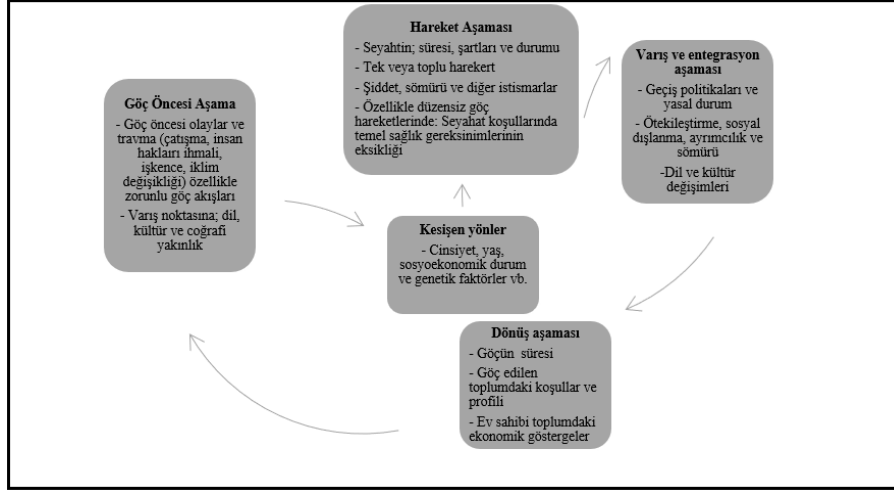 Göç Öncesi Aşama
- Göç öncesi olaylar ve
travma (çatışma, insan
haklaırı ihmali,
işkence, iklim
değişikliği) özellikle
zorunlu göç akışları
- Varış noktasına; dil,
kültür ve coğrafi
yakınlık
Hareket Aşaması
- Seyahtin; süresi, şartları ve durumu
- Tek veya toplu harekert
- Şiddet, sömürü ve diğer istismarlar
- Özellikle düzensiz göç
hareketlerinde: Seyahat koşullarında
temel sağlık gereksinimlerinin
eksikliği
Varış ve entegrasyon
aşaması
- Geçiş politikaları ve
yasal durum
- Ötekileştirme, sosyal
dışlanma, ayrımcılık ve
sömürü
-Dil ve kültür
değişimleri
Kesişen yönler
- Cinsiyet, yaş,
sosyoekonomik durum
ve genetik faktörler vb.
Dönüş aşaması
- Göçün süresi
- Göç edilen
toplumdaki koşullar ve
profili
- Ev sahibi toplumdaki
ekonomik göstergeler